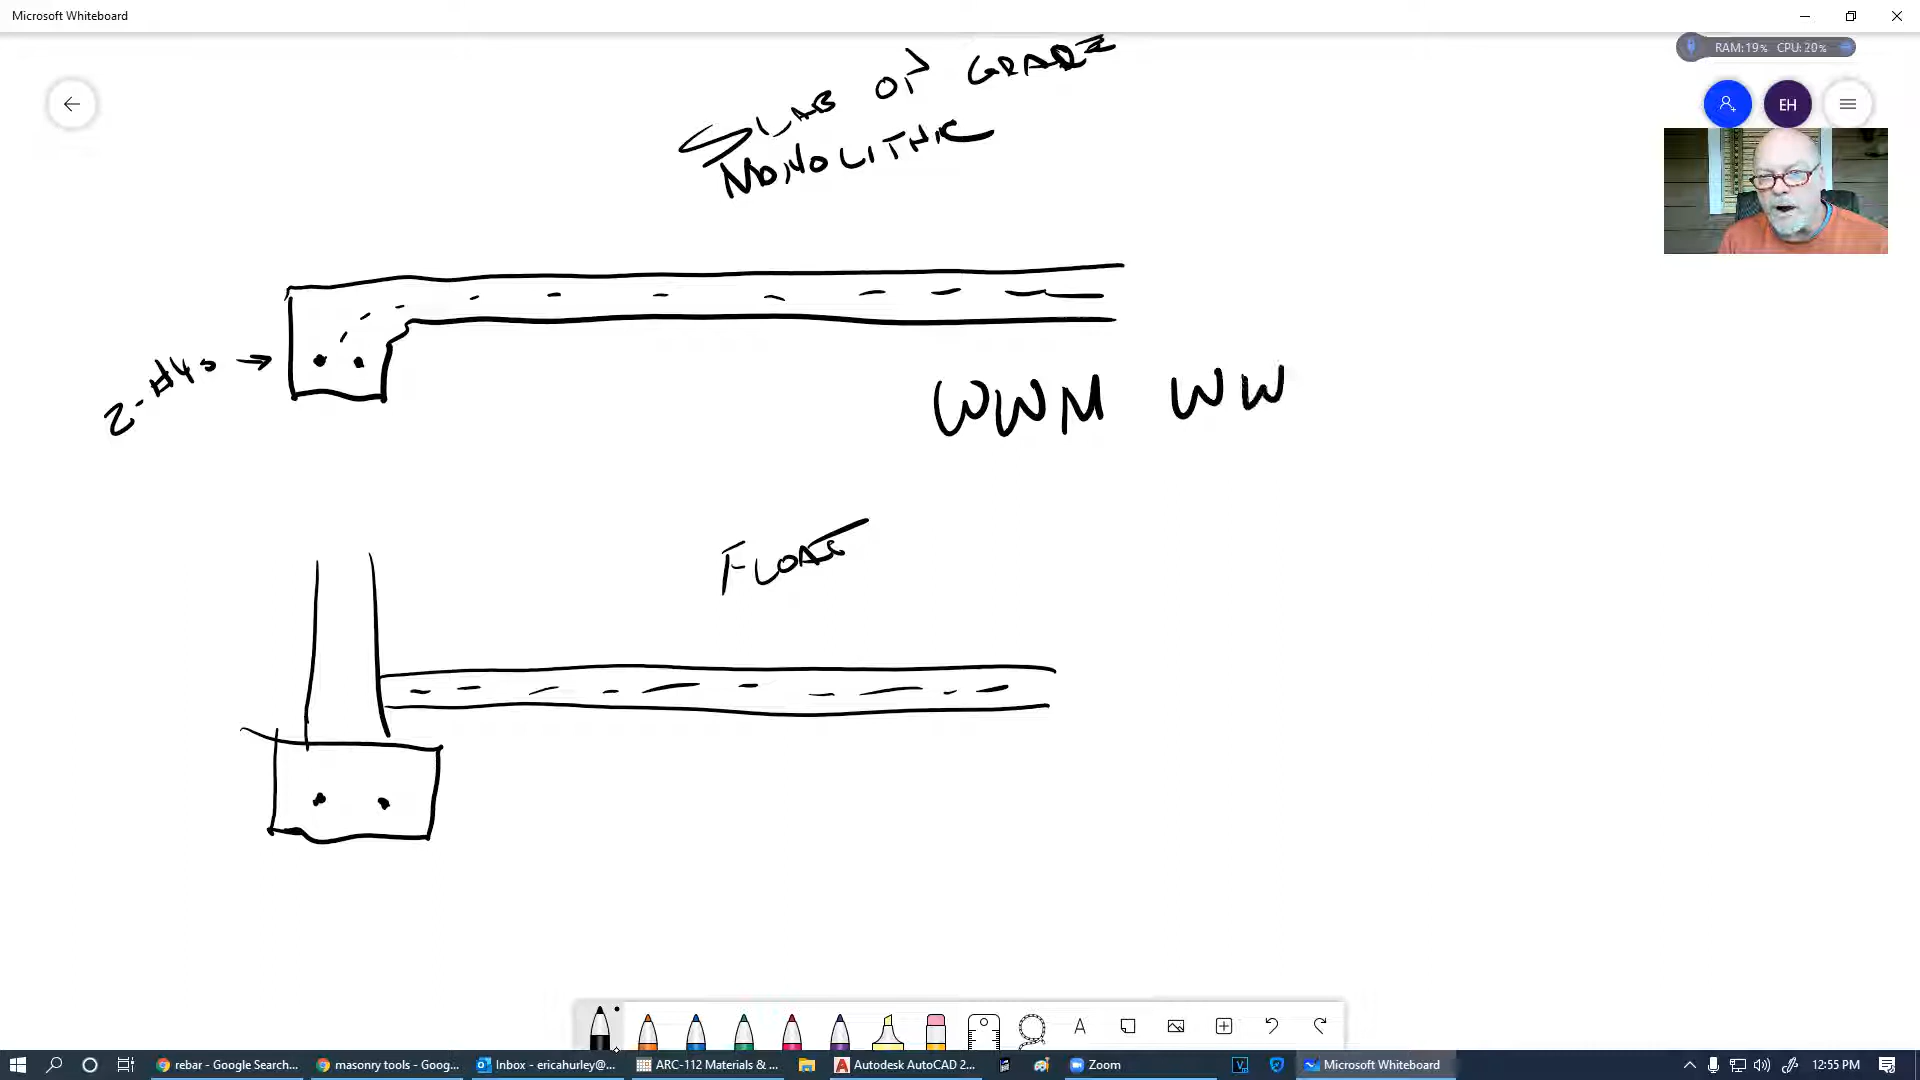 Microsoft Whiteboard
RAM: 19% CPU: 20%
EH
SLAB ON GRADE
MONOLITHIC
2-#4s →
WWM WW
FLOAT
A
rebar - Google Search...
masonry tools - Goog...
Inbox - ericahurley@...
ARC-112 Materials & ...
Autodesk AutoCAD 2...
Zoom
Microsoft Whiteboard
12:55 PM